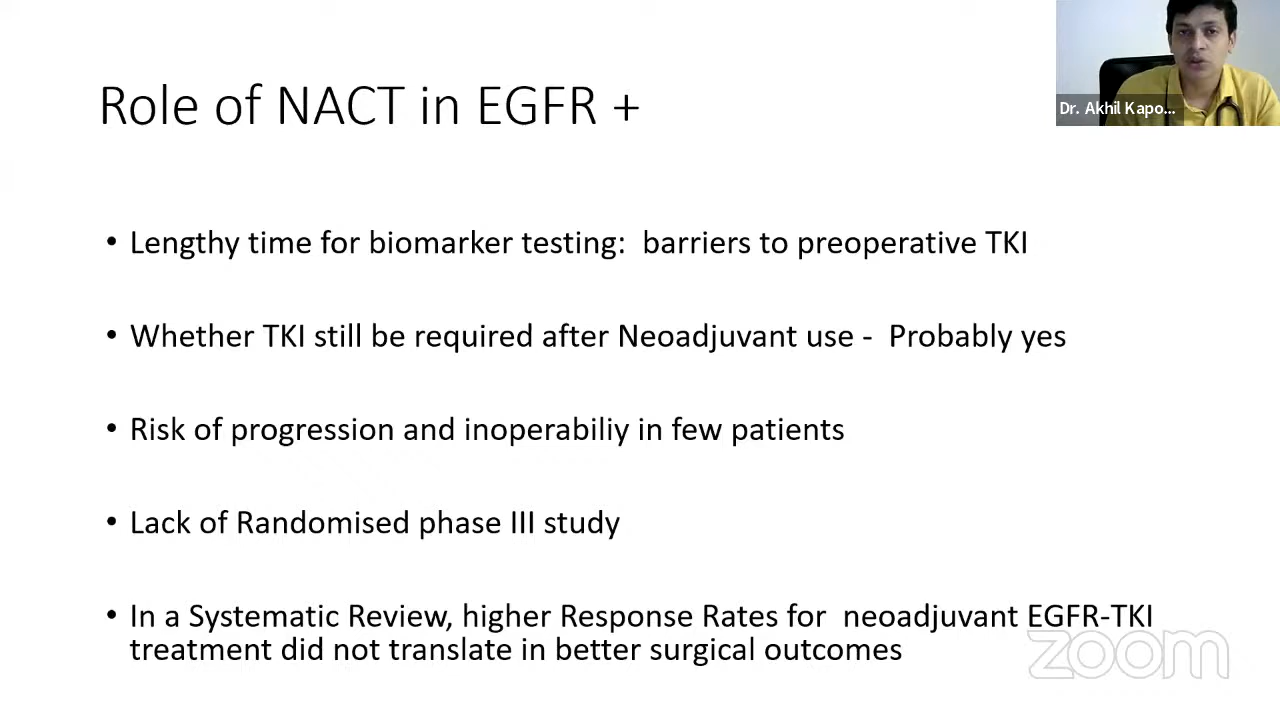 Role of NACT in EGFR +
Dr. Akhil Kapo...
• Lengthy time for biomarker testing: barriers to preoperative TKI
• Whether TKI still be required after Neoadjuvant use - Probably yes
• Risk of progression and inoperabiliy in few patients
• Lack of Randomised phase III study
• In a Systematic Review, higher Response Rates for neoadjuvant EGFR-TKI
treatment did not translate in better surgical outcomes
zoom